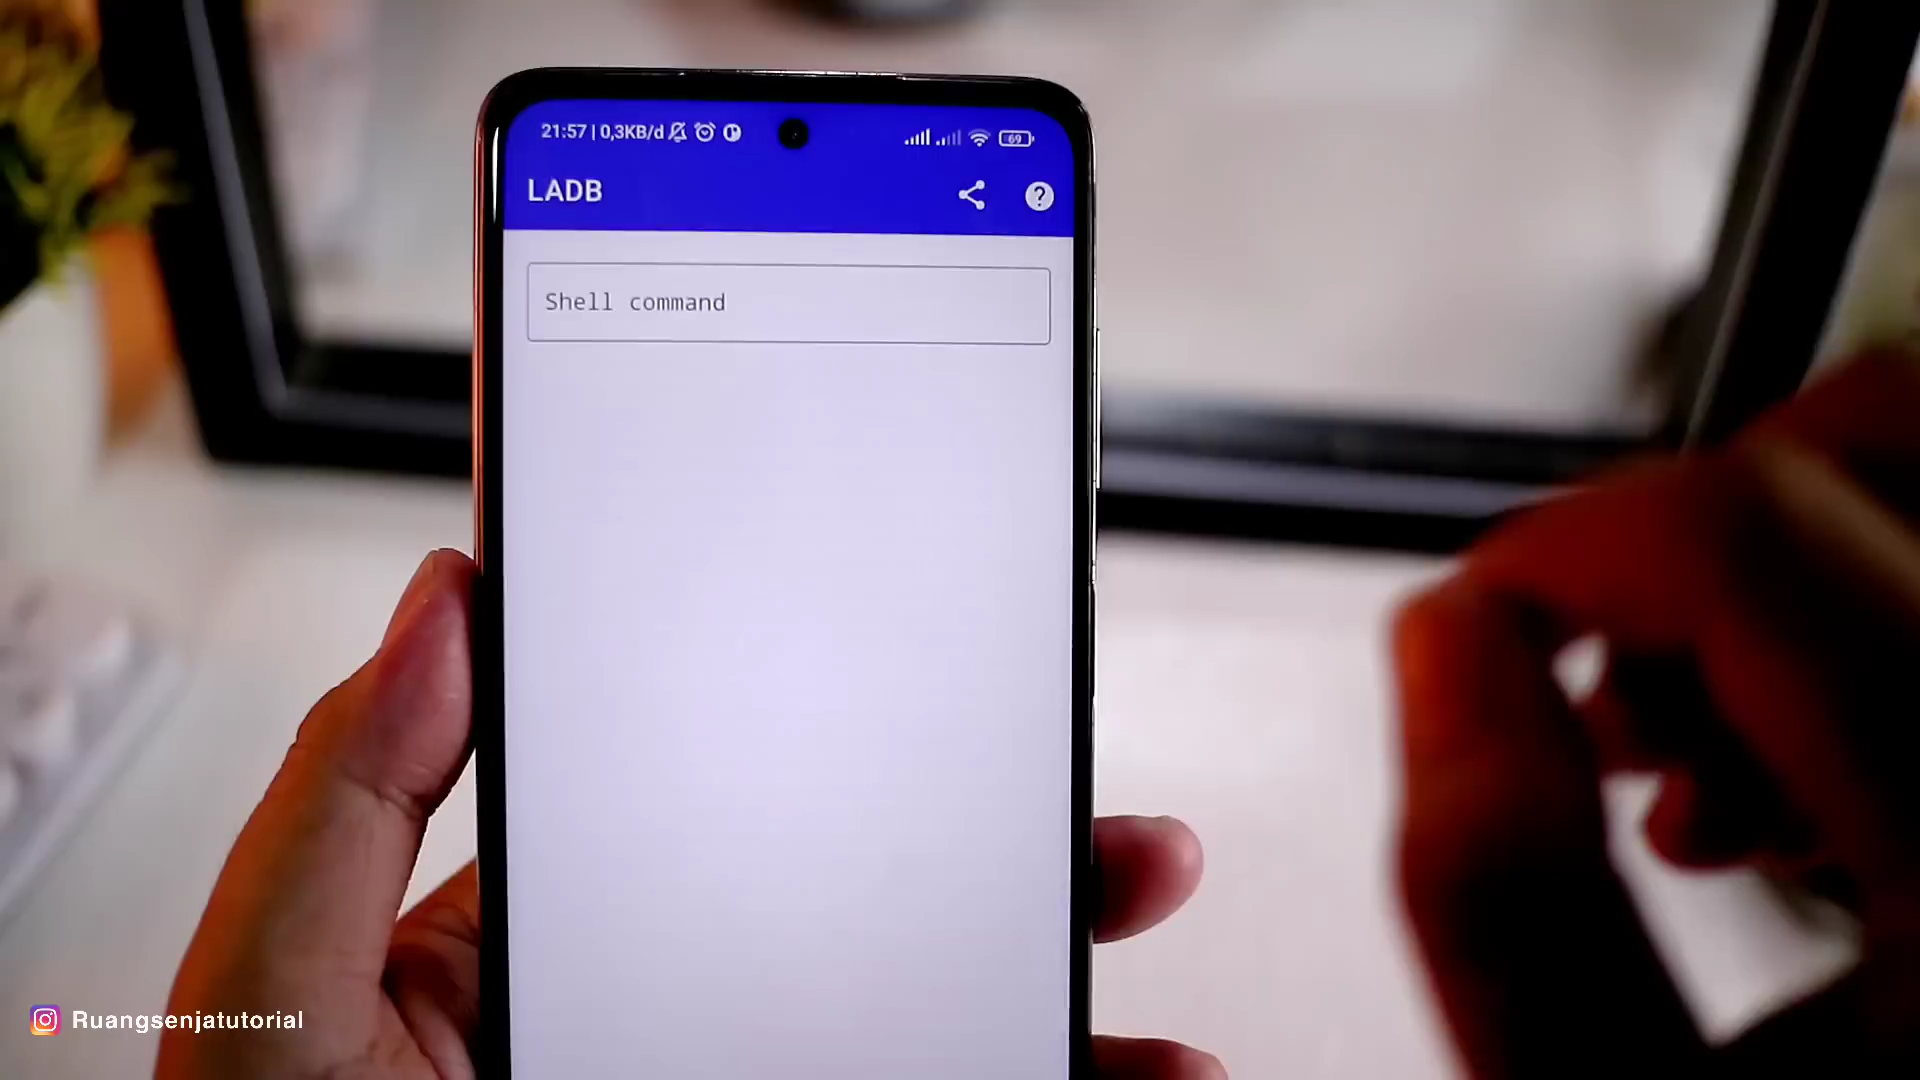 21:57 | 0,3KB/d
69
LADB
Shell command
Ruangsenjatutorial